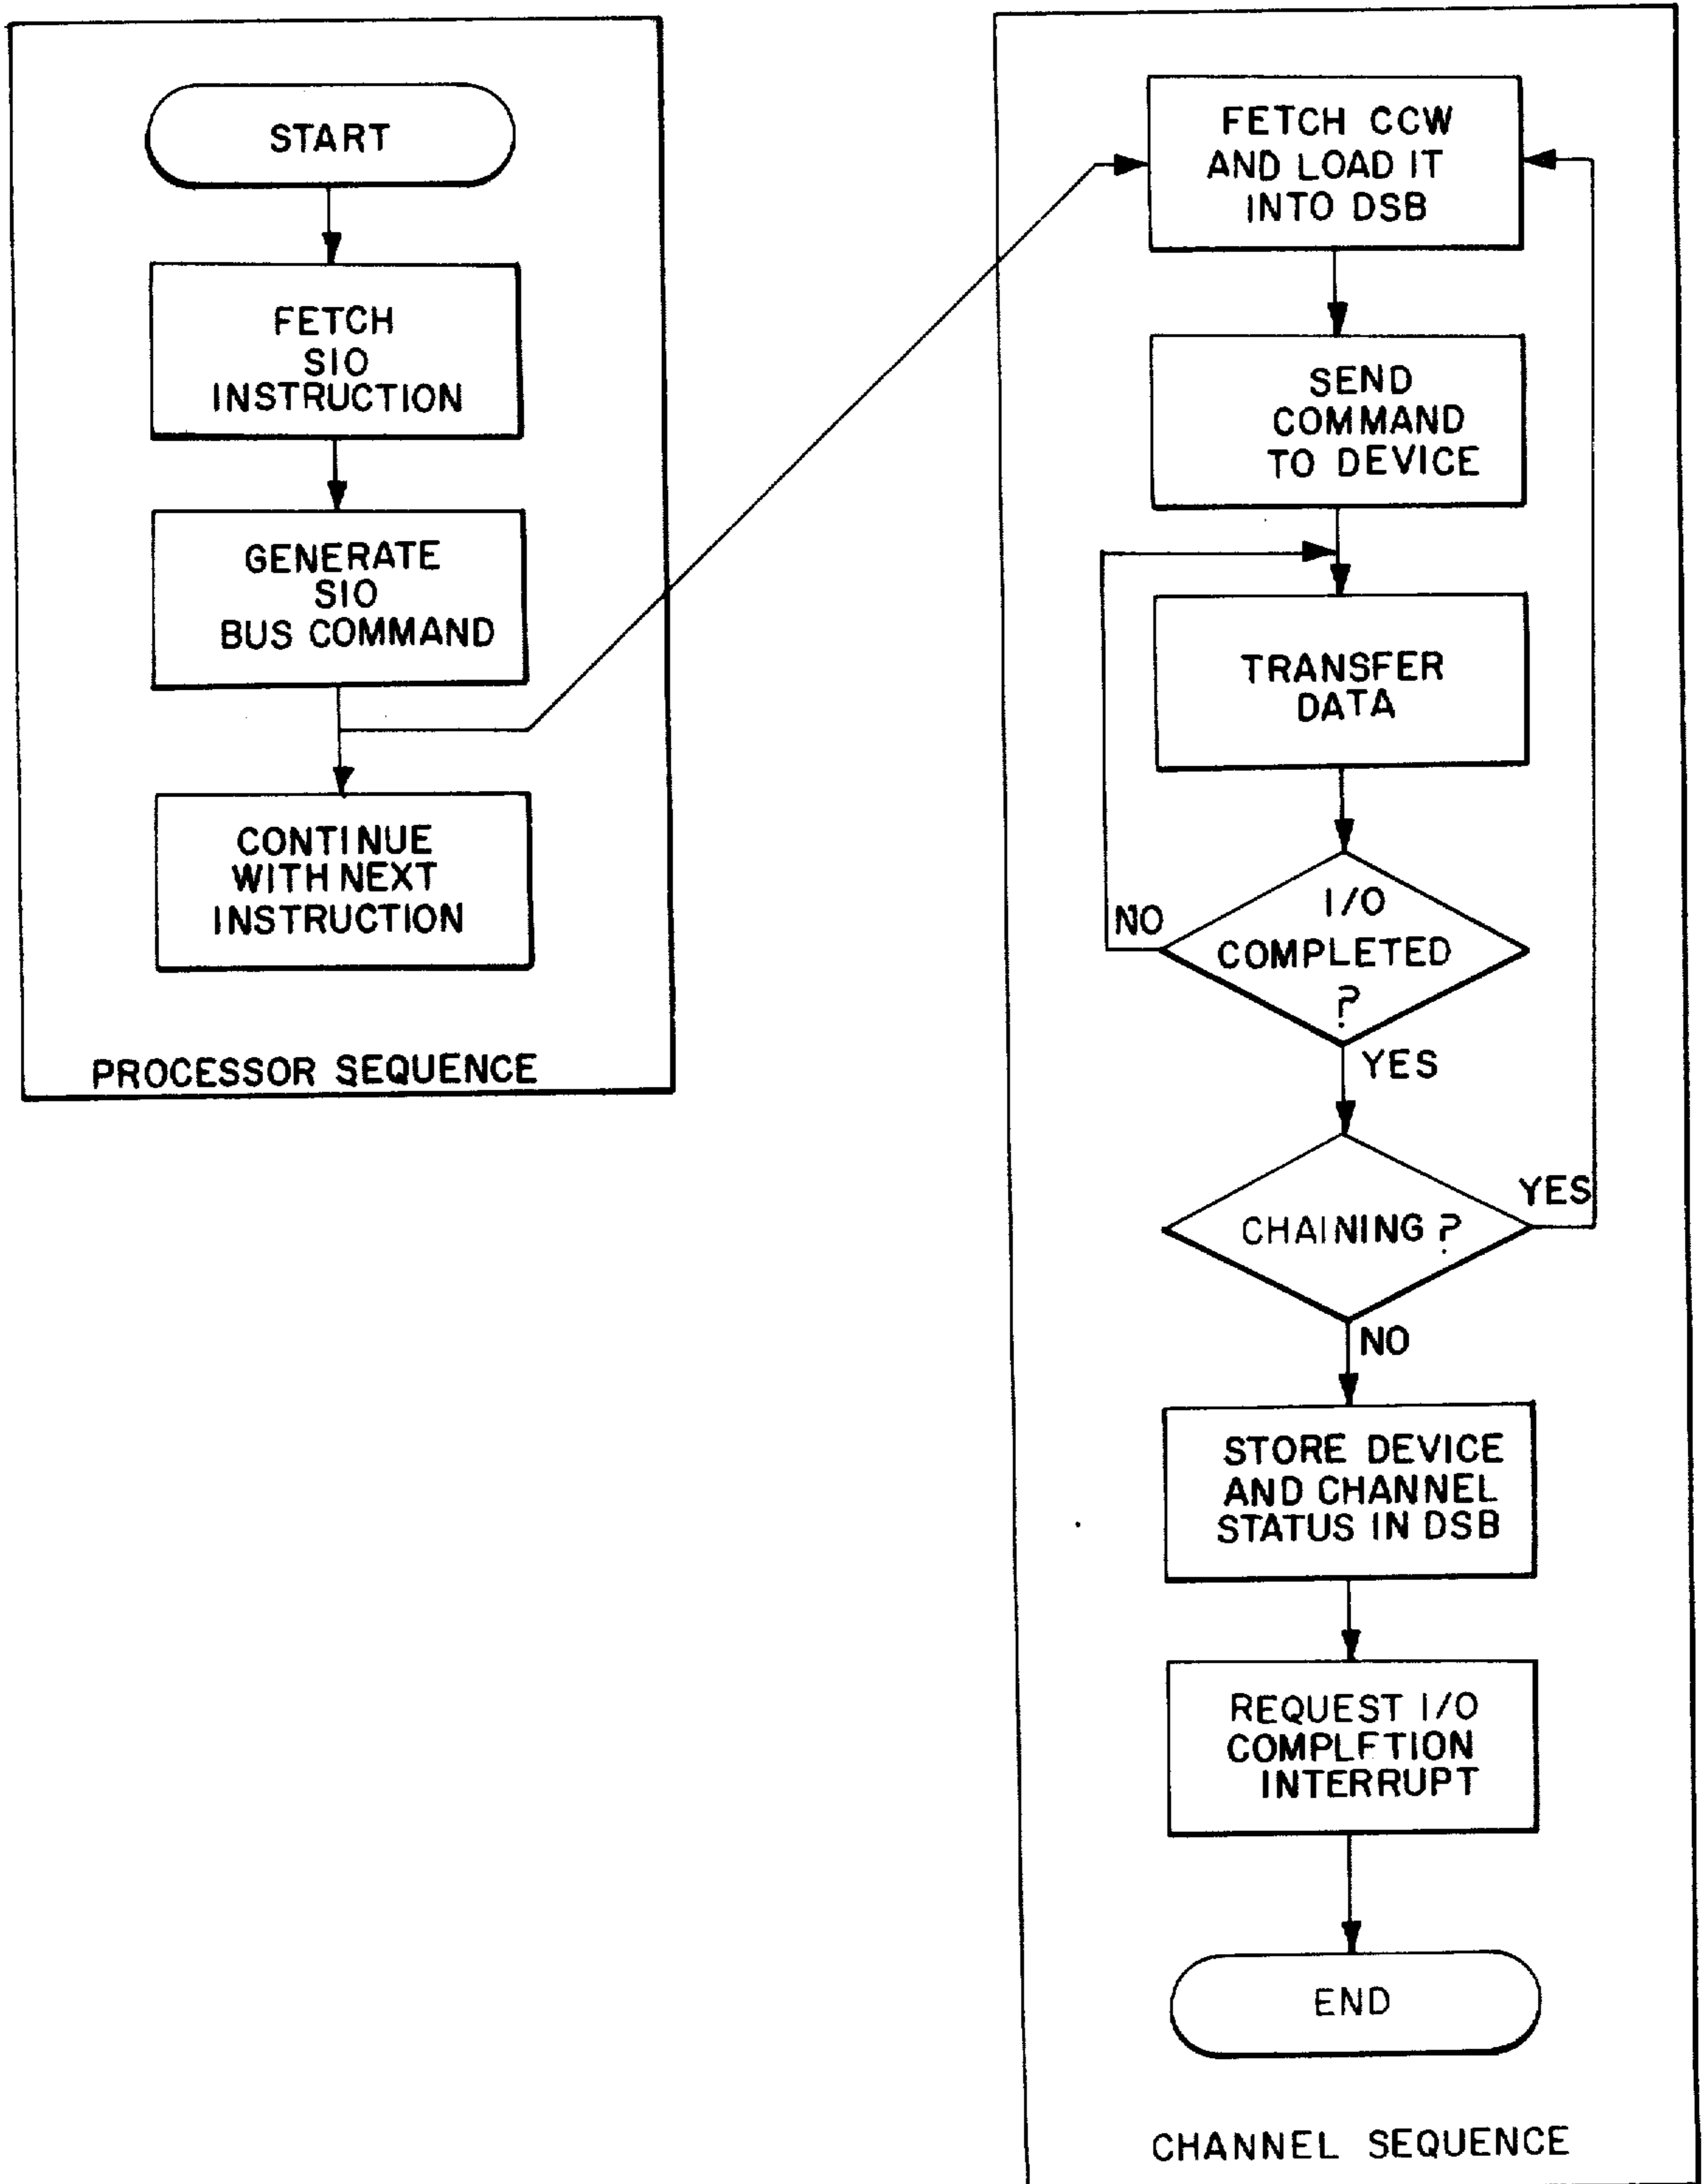 START
FETCH
SIO
INSTRUCTION
GENERATE
SIO
BUS COMMAND
CONTINUE
WITH NEXT
INSTRUCTION
PROCESSOR SEQUENCE
FETCH CCW
AND LOAD IT
INTO DSB
SEND
COMMAND
TO DEVICE
TRANSFER
DATA
I/O
COMPLETED
?
NO
YES
CHAINING ?
YES
NO
STORE DEVICE
AND CHANNEL
STATUS IN DSB
REQUEST I/O
COMPLETION
INTERRUPT
END
CHANNEL SEQUENCE